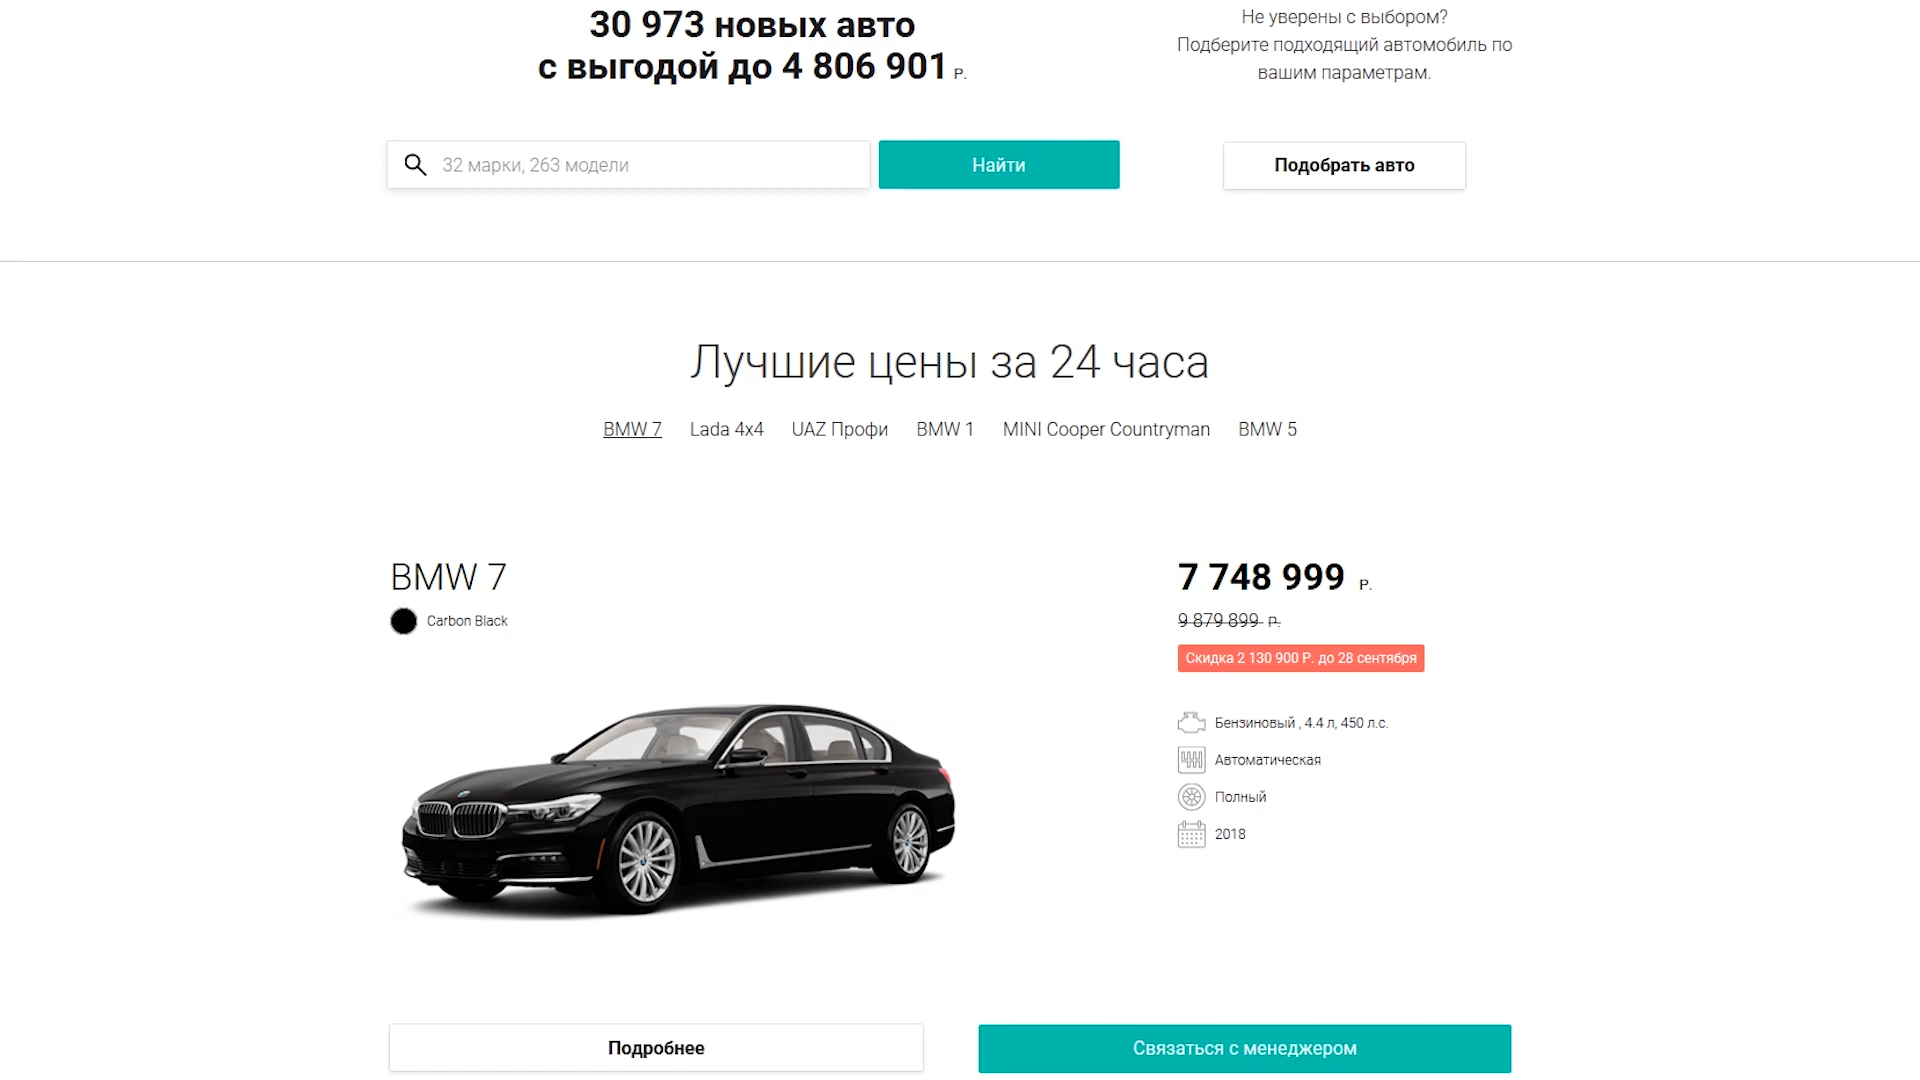 30 973 новых авто
с выгодой до 4 806 901 Р.
Не уверены с выбором?
Подберите подходящий автомобиль по
вашим параметрам.
32 марки, 263 модели
Найти
Подобрать авто
Лучшие цены за 24 часа
BMW 7 Lada 4x4 UAZ Профи BMW 1 MINI Cooper Countryman BMW 5
BMW 7
Carbon Black
7 748 999 Р.
9 879 899 Р.
Скидка 2 130 900 Р. до 28 сентября
Бензиновый , 4.4 л, 450 л.с.
Автоматическая
Полный
2018
Подробнее
Связаться с менеджером